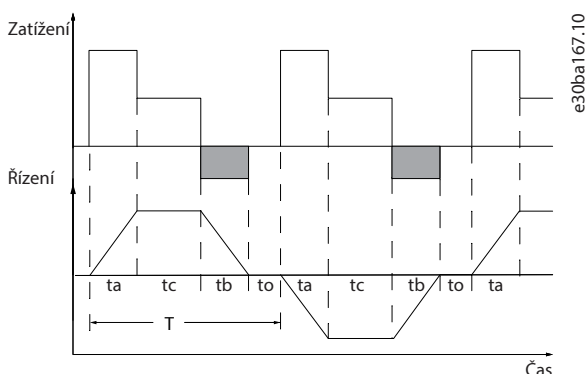 Zatížení
e30ba167.10
Řízení
ta tc tb to ta tc tb to ta
T
Čas